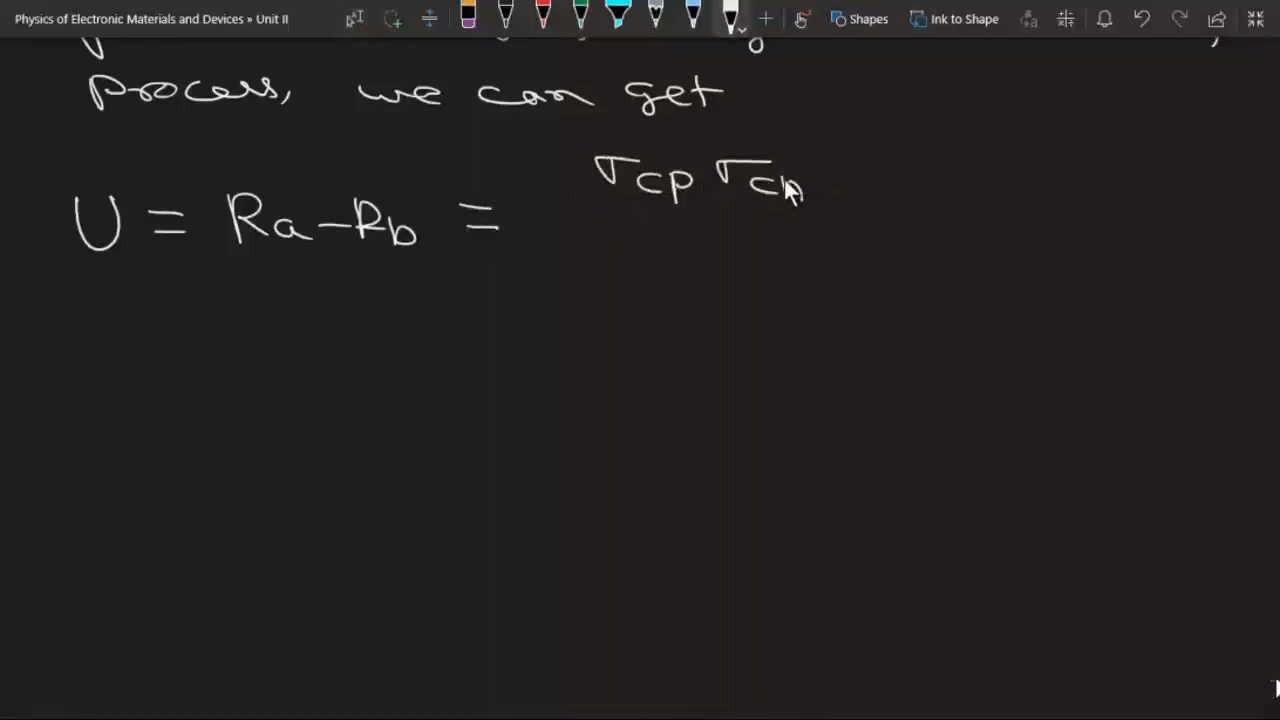 Physics of Electronic Materials and Devices » Unit II
Shapes
Ink to Shape
process, we can get
U = Ra - Rb = σcp σcn